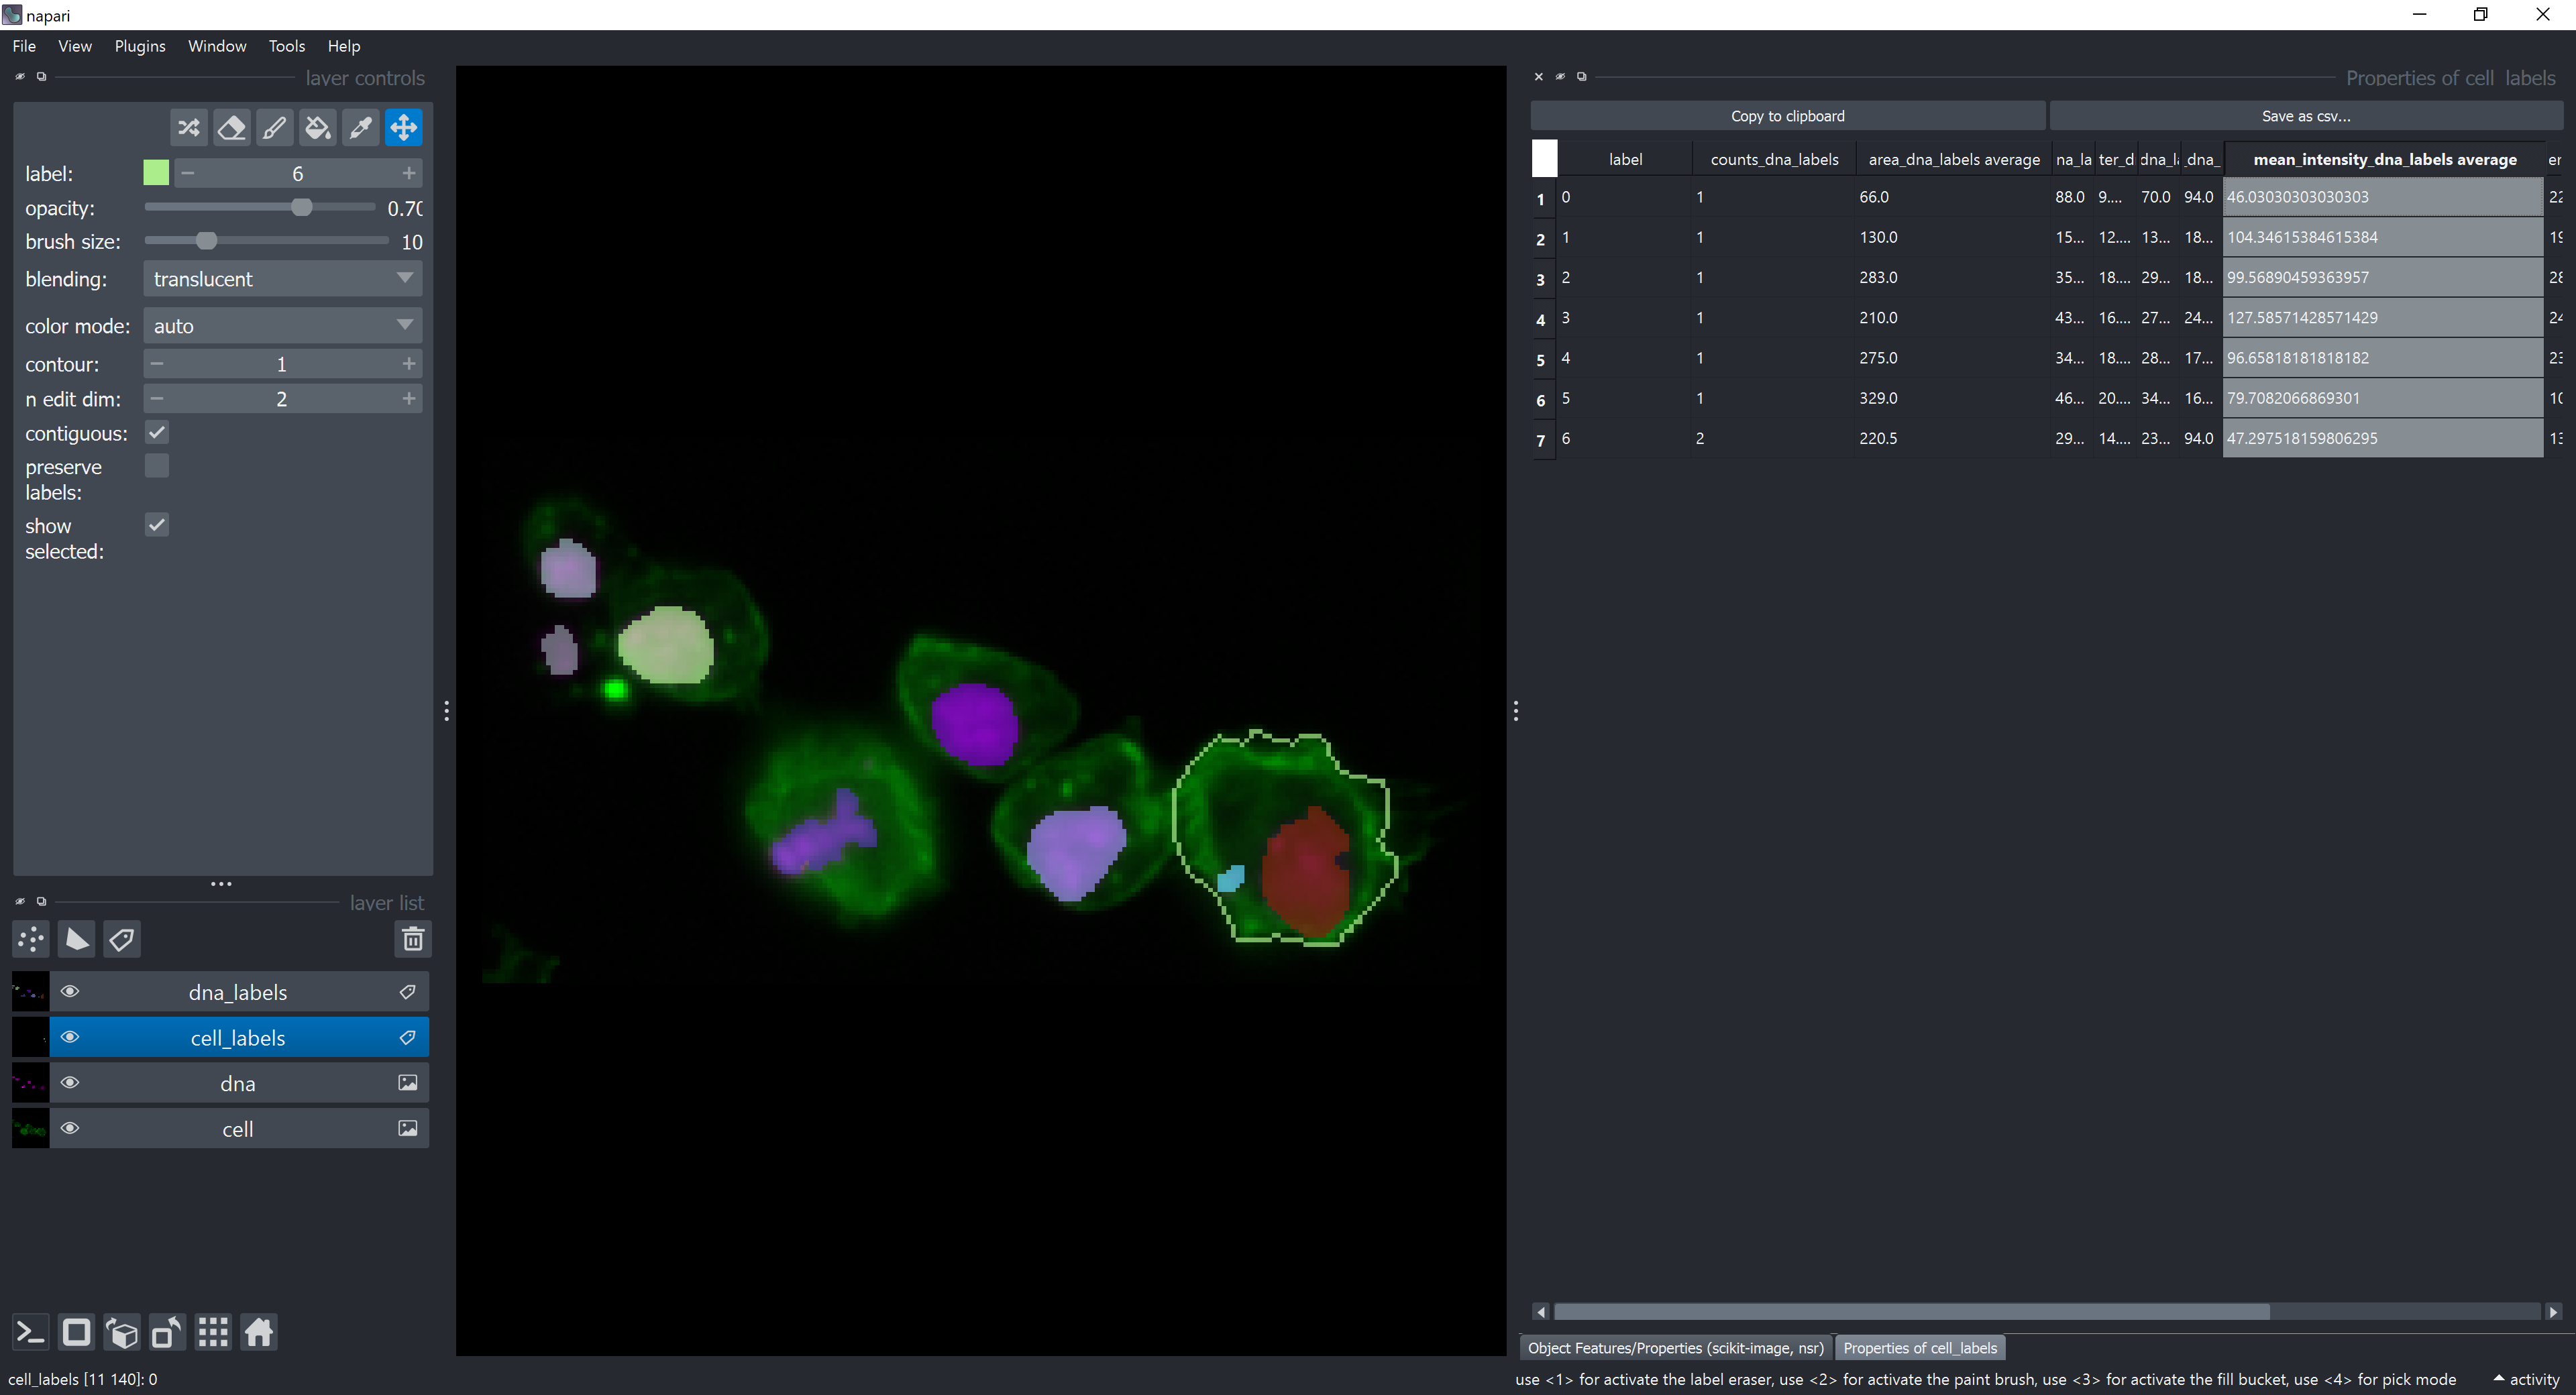 napari
File View Plugins Window Tools Help
layer controls
label: 6
opacity: 0.70
brush size: 10
blending: translucent
color mode: auto
contour: 1
n edit dim: 2
contiguous:
preserve
labels:
show
selected:
layer list
dna_labels
cell_labels
dna
cell
cell_labels [11 140]: 0
Properties of cell_labels
Copy to clipboard Save as csv...
label counts_dna_labels area_dna_labels average na_la ter_d dna_l _dna_ mean_intensity_dna_labels average er
1 0 1 66.0 88.0 9.... 70.0 94.0 46.03030303030303 22
2 1 1 130.0 15... 12.... 13... 18... 104.34615384615384 19
3 2 1 283.0 35... 18.... 29... 18... 99.56890459363957 28
4 3 1 210.0 43... 16.... 27... 24... 127.58571428571429 24
5 4 1 275.0 34... 18.... 28... 17... 96.65818181818182 23
6 5 1 329.0 46... 20.... 34... 16... 79.7082066869301 10
7 6 2 220.5 29... 14.... 23... 94.0 47.297518159806295 13
Object Features/Properties (scikit-image, nsr) Properties of cell_labels
use <1> for activate the label eraser, use <2> for activate the paint brush, use <3> for activate the fill bucket, use <4> for pick mode activity